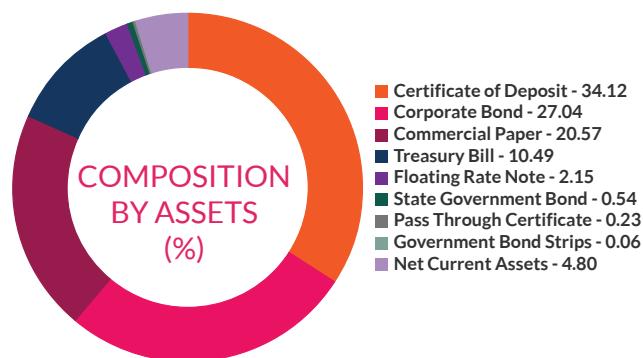 COMPOSITION
BY ASSETS
(%)
Certificate of Deposit - 34.12
Corporate Bond - 27.04
Commercial Paper - 20.57
Treasury Bill - 10.49
Floating Rate Note - 2.15
State Government Bond - 0.54
Pass Through Certificate - 0.23
Government Bond Strips - 0.06
Net Current Assets - 4.80